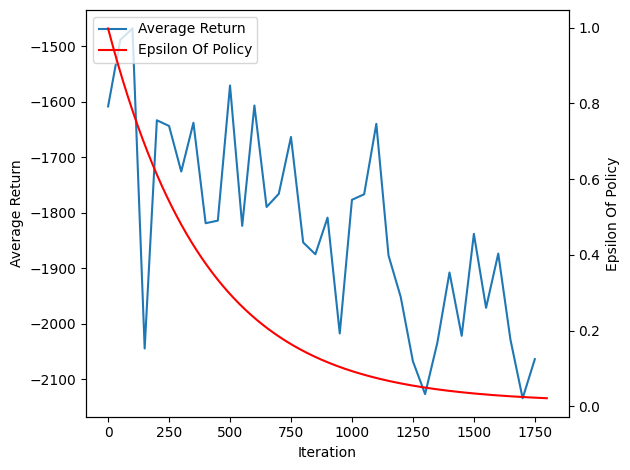 Average Return
Epsilon Of Policy
−1500
−1600
−1700
−1800
−1900
−2000
−2100
Average Return
1.0
0.8
0.6
0.4
0.2
0.0
Epsilon Of Policy
0 250 500 750 1000 1250 1500 1750
Iteration